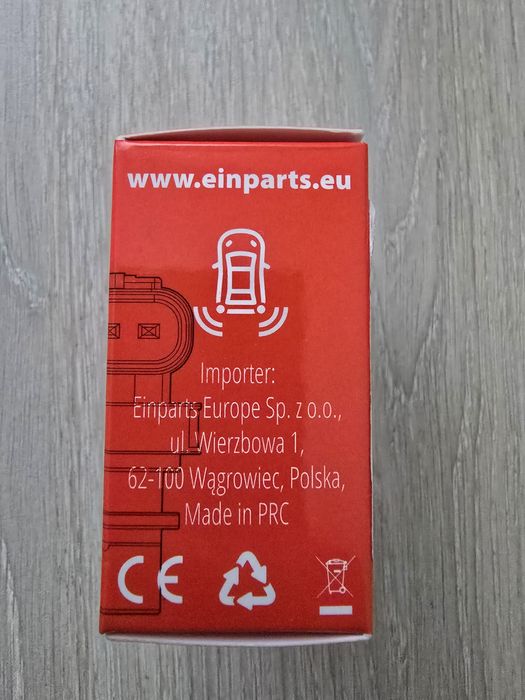 www.einparts.eu
Importer:
Einparts Europe Sp. z o.o.,
ul. Wierzbowa 1,
62-100 Wągrowiec, Polska,
Made in PRC
CE